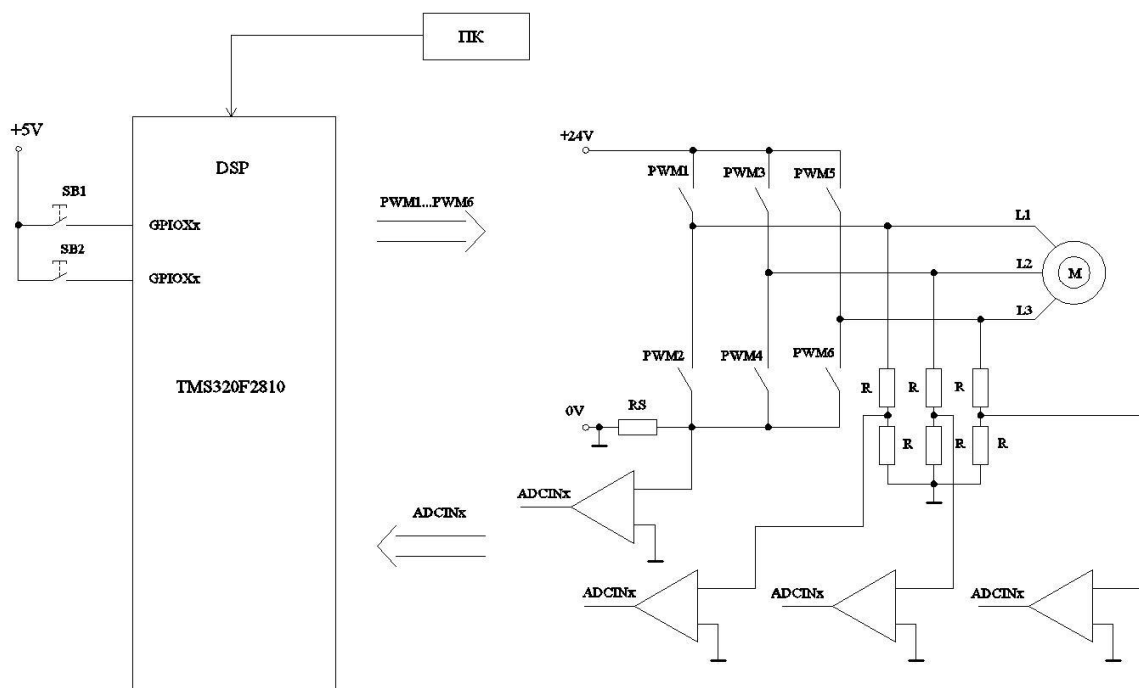 ПК
+5V
DSP
+24V
SB1
PWM1
PWM3
PWM5
PWM1...PWM6
GPIOXx
L1
SB2
L2
M
GPIOXx
L3
PWM2
PWM4
PWM6
TMS320F2810
R
R
R
RS
0V
R
R
R
ADCINx
ADCINx
ADCINx
ADCINx
ADCINx